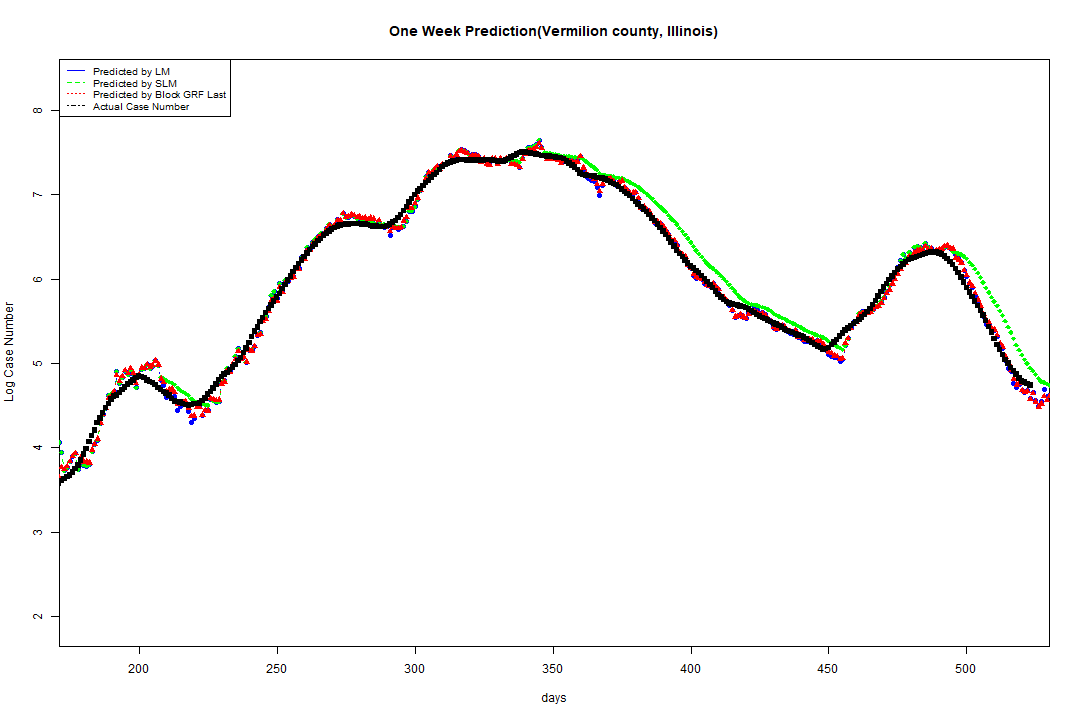 One Week Prediction(Vermilion county, Illinois)
Predicted by LM
Predicted by SLM
Predicted by Block GRF Last
Actual Case Number
8
7
6
5
4
3
2
Log Case Number
200 250 300 350 400 450 500
days